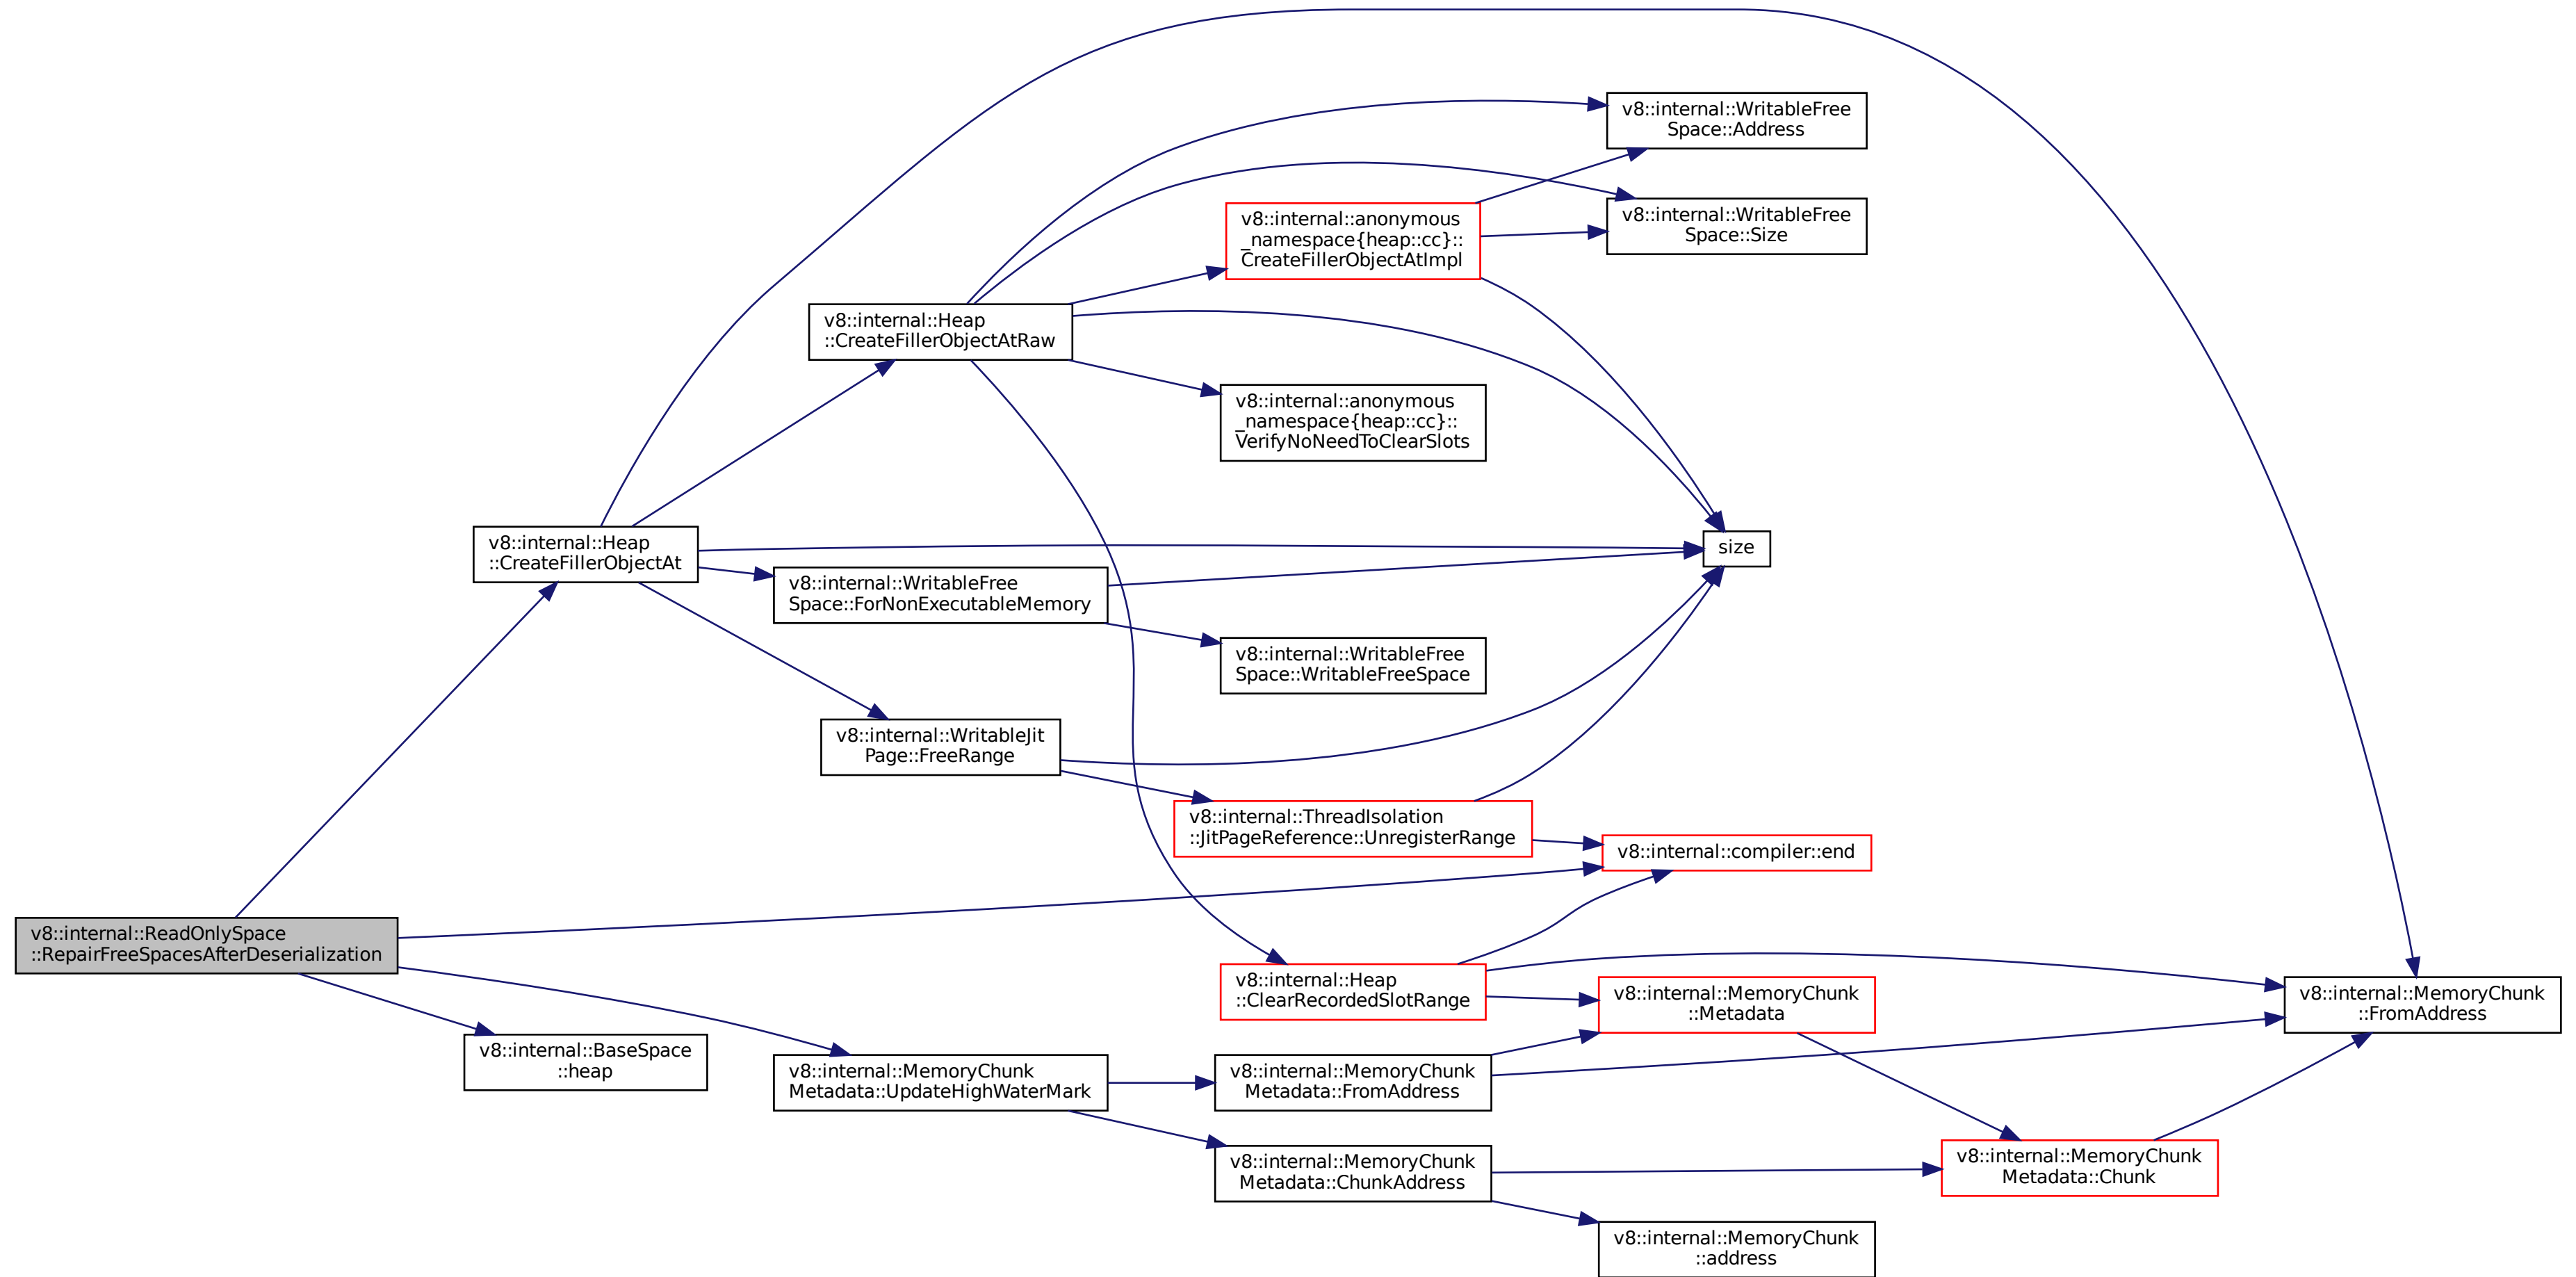 v8::internal::ReadOnlySpace
::RepairFreeSpacesAfterDeserialization
v8::internal::Heap
::CreateFillerObjectAt
v8::internal::BaseSpace
::heap
v8::internal::Heap
::CreateFillerObjectAtRaw
v8::internal::WritableFree
Space::ForNonExecutableMemory
v8::internal::WritableJit
Page::FreeRange
v8::internal::MemoryChunk
Metadata::UpdateHighWaterMark
v8::internal::anonymous
_namespace{heap::cc}::
CreateFillerObjectAtImpl
v8::internal::anonymous
_namespace{heap::cc}::
VerifyNoNeedToClearSlots
v8::internal::WritableFree
Space::WritableFreeSpace
v8::internal::ThreadIsolation
::JitPageReference::UnregisterRange
v8::internal::Heap
::ClearRecordedSlotRange
v8::internal::MemoryChunk
Metadata::FromAddress
v8::internal::MemoryChunk
Metadata::ChunkAddress
v8::internal::WritableFree
Space::Address
v8::internal::WritableFree
Space::Size
size
v8::internal::compiler::end
v8::internal::MemoryChunk
::Metadata
v8::internal::MemoryChunk
::address
v8::internal::MemoryChunk
Metadata::Chunk
v8::internal::MemoryChunk
::FromAddress